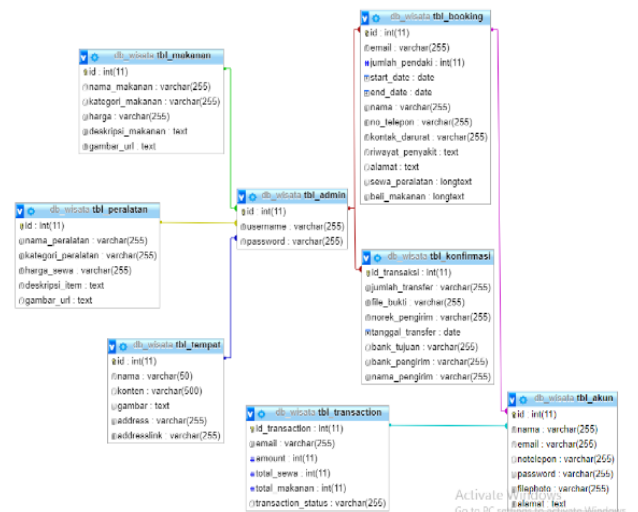 db_wisata tbl_makanan
id : int(11)
nama_makanan : varchar(255)
kategori_makanan : varchar(255)
harga : varchar(255)
deskripsi_makanan : text
gambar_url : text
db_wisata tbl_peralatan
id : int(11)
nama_peralatan : varchar(255)
kategori_peralatan : varchar(255)
harga_sewa : varchar(255)
deskripsi_item : text
gambar_url : text
db_wisata tbl_tempat
id : int(11)
nama : varchar(50)
konten : varchar(500)
gambar : text
address : varchar(255)
addresslink : varchar(255)
db_wisata tbl_admin
id : int(11)
username : varchar(255)
password : varchar(255)
db_wisata tbl_booking
id : int(11)
email : varchar(255)
jumlah_pendaki : int(11)
start_date : date
end_date : date
nama : varchar(255)
no_telepon : varchar(255)
kontak_darurat : varchar(255)
riwayat_penyakit : text
alamat : text
sewa_peralatan : longtext
beli_makanan : longtext
db_wisata tbl_konfirmasi
id_transaksi : int(11)
jumlah_transfer : varchar(255)
file_bukti : varchar(255)
norek_pengirim : varchar(255)
tanggal_transfer : date
bank_tujuan : varchar(255)
bank_pengirim : varchar(255)
nama_pengirim : varchar(255)
db_wisata tbl_transaction
id_transaction : int(11)
email : varchar(255)
amount : int(11)
total_sewa : int(11)
total_makanan : int(11)
transaction_status : varchar(255)
db_wisata tbl_akun
id : int(11)
nama : varchar(255)
email : varchar(255)
notelepon : varchar(255)
password : varchar(255)
filephoto : varchar(255)
alamat : text
Activate Windows
Go to PC settings to activate Windows